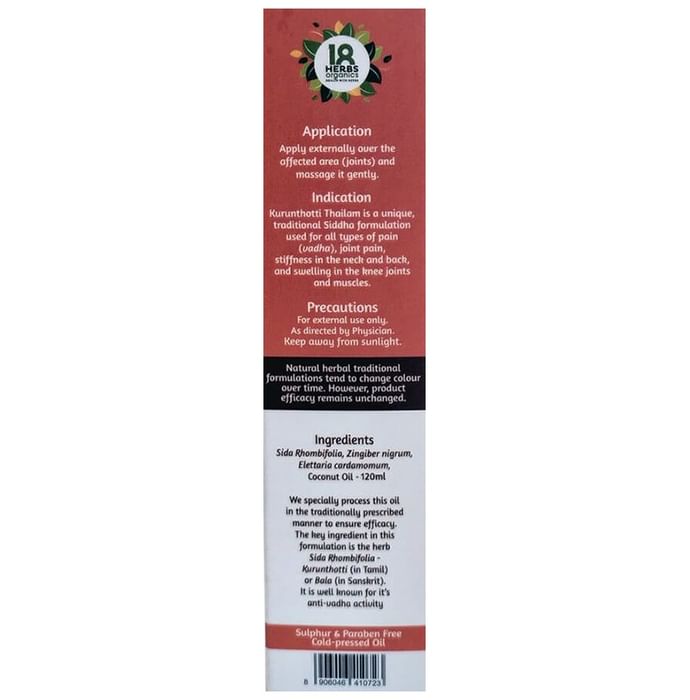 18
HERBS
organics
HEALTH WITH HERBS
Application
Apply externally over the
affected area (joints) and
massage it gently.
Indication
Kurunthotti Thailam is a unique,
traditional Siddha formulation
used for all types of pain
(vadha), joint pain,
stiffness in the neck and back,
and swelling in the knee joints
and muscles.
Precautions
For external use only.
As directed by Physician.
Keep away from sunlight.
Natural herbal traditional
formulations tend to change colour
over time. However, product
efficacy remains unchanged.
Ingredients
Sida Rhombifolia, Zingiber nigrum,
Elettaria cardamomum,
Coconut Oil - 120ml
We specially process this oil
in the traditionally prescribed
manner to ensure efficacy.
The key ingredient in this
formulation is the herb
Sida Rhombifolia -
Kurunthotti (in Tamil)
or Bala (in Sanskrit).
It is well known for it's
anti-vadha activity
Sulphur & Paraben Free
Cold-pressed Oil
8 906046 410723